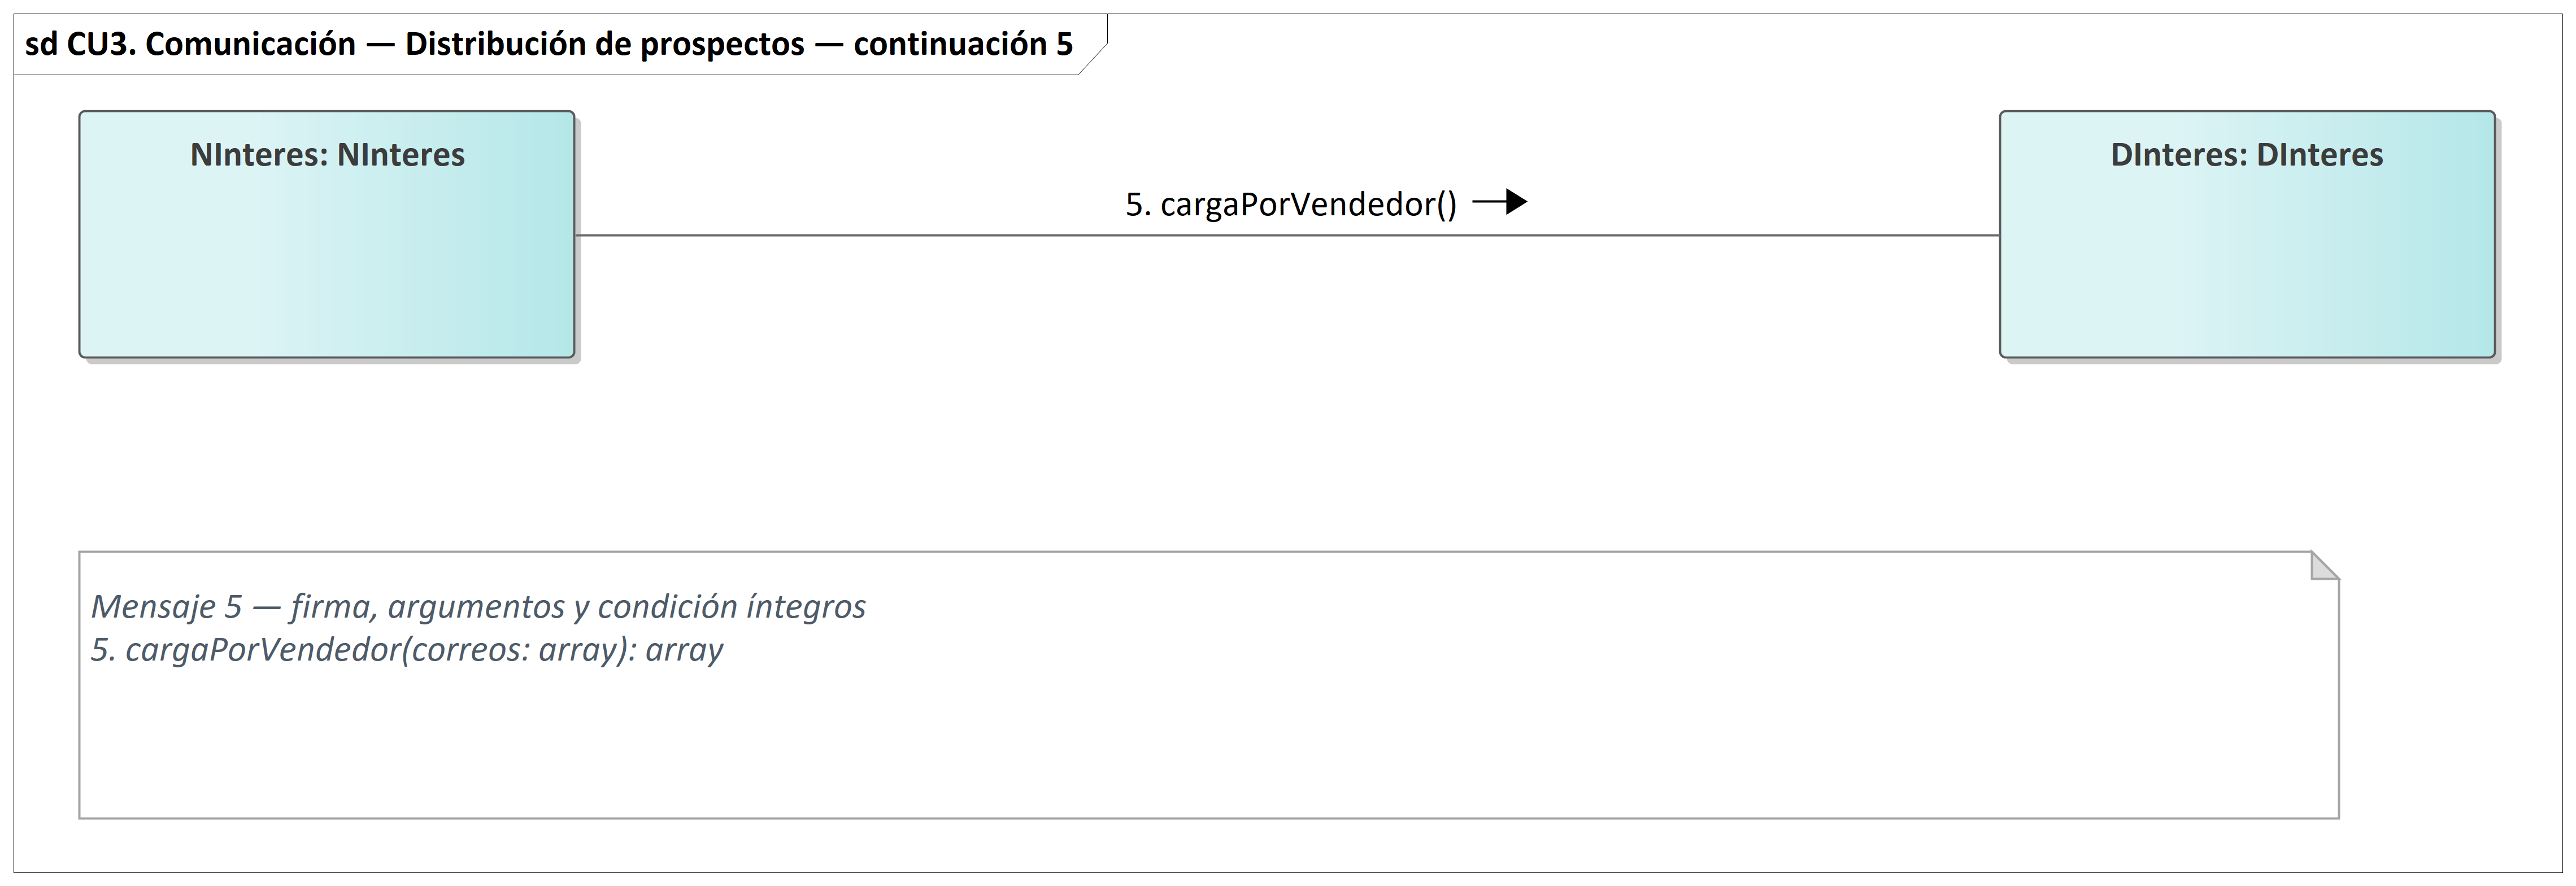 sd CU3. Comunicación — Distribución de prospectos — continuación 5
NInteres: NInteres
DInteres: DInteres
5. cargaPorVendedor()
Mensaje 5 — firma, argumentos y condición íntegros
5. cargaPorVendedor(correos: array): array